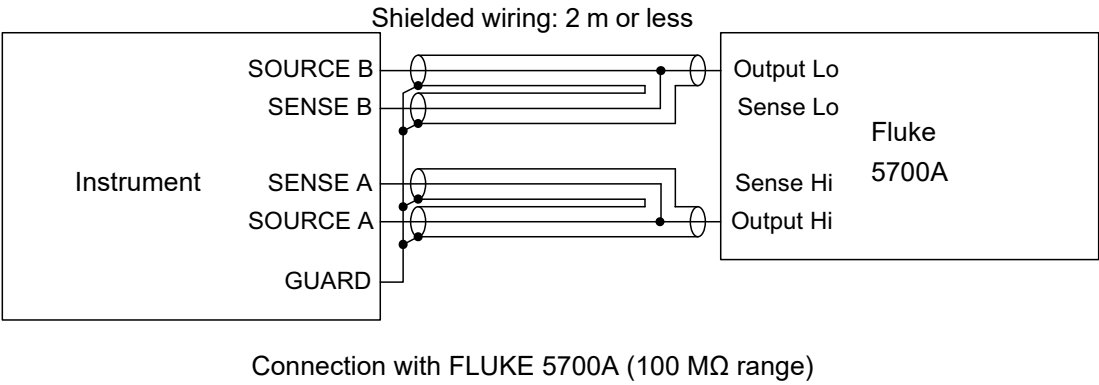 Shielded wiring: 2 m or less
SOURCE B
SENSE B
Instrument
SENSE A
SOURCE A
GUARD
Output Lo
Sense Lo
Fluke
5700A
Sense Hi
Output Hi
Connection with FLUKE 5700A (100 MΩ range)